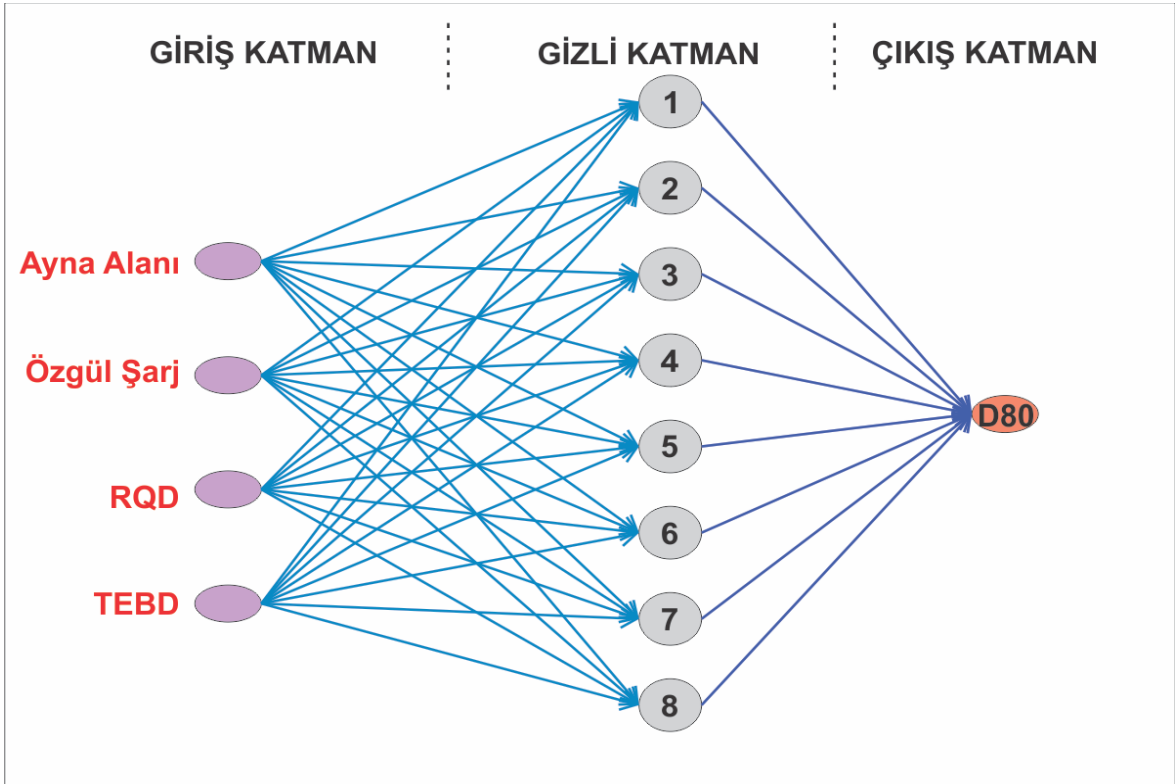 GİRİŞ KATMAN
GİZLİ KATMAN
ÇIKIŞ KATMAN
Ayna Alanı
Özgül Şarj
RQD
TEBD
1
2
3
4
5
6
7
8
D80